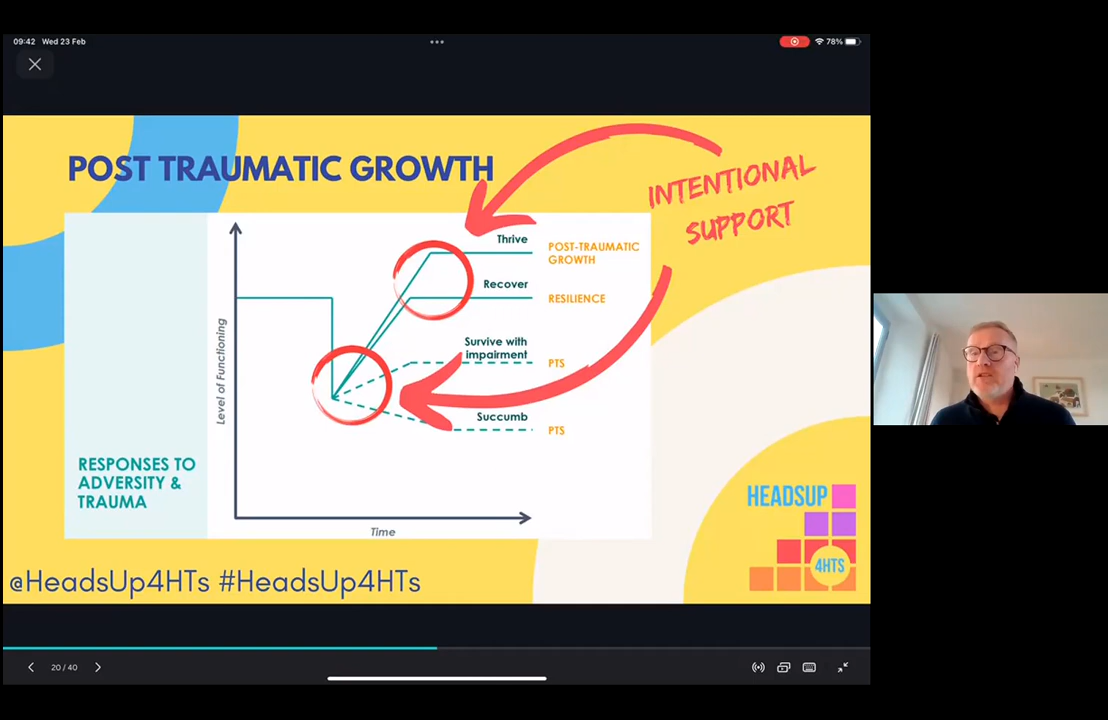 09:42 Wed 23 Feb
78%
POST TRAUMATIC GROWTH
INTENTIONAL
SUPPORT
Thrive
POST-TRAUMATIC
GROWTH
Recover
RESILIENCE
Level of Functioning
Survive with
impairment
PTS
Succumb
PTS
RESPONSES TO
ADVERSITY &
TRAUMA
Time
HEADSUP
4HTS
@HeadsUp4HTs #HeadsUp4HTs
20 / 40